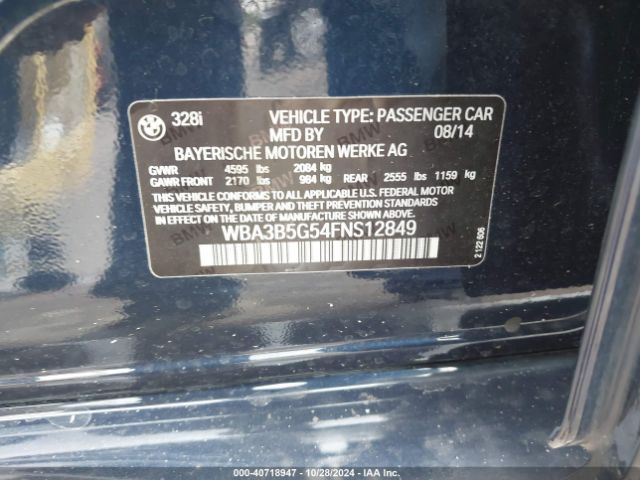 328i VEHICLE TYPE: PASSENGER CAR
MFD BY 08/14
BAYERISCHE MOTOREN WERKE AG
GVWR 4595 lbs 2084 kg
GAWR FRONT 2170 lbs 984 kg REAR 2555 lbs 1159 kg
THIS VEHICLE CONFORMS TO ALL APPLICABLE U.S. FEDERAL MOTOR
VEHICLE SAFETY, BUMPER AND THEFT PREVENTION STANDARDS IN
EFFECT ON THE DATE OF MANUFACTURE SHOWN ABOVE.
WBA3B5G54FNS12849
2 122 606
000-40718947 | 10/28/2024 | IAA Inc.